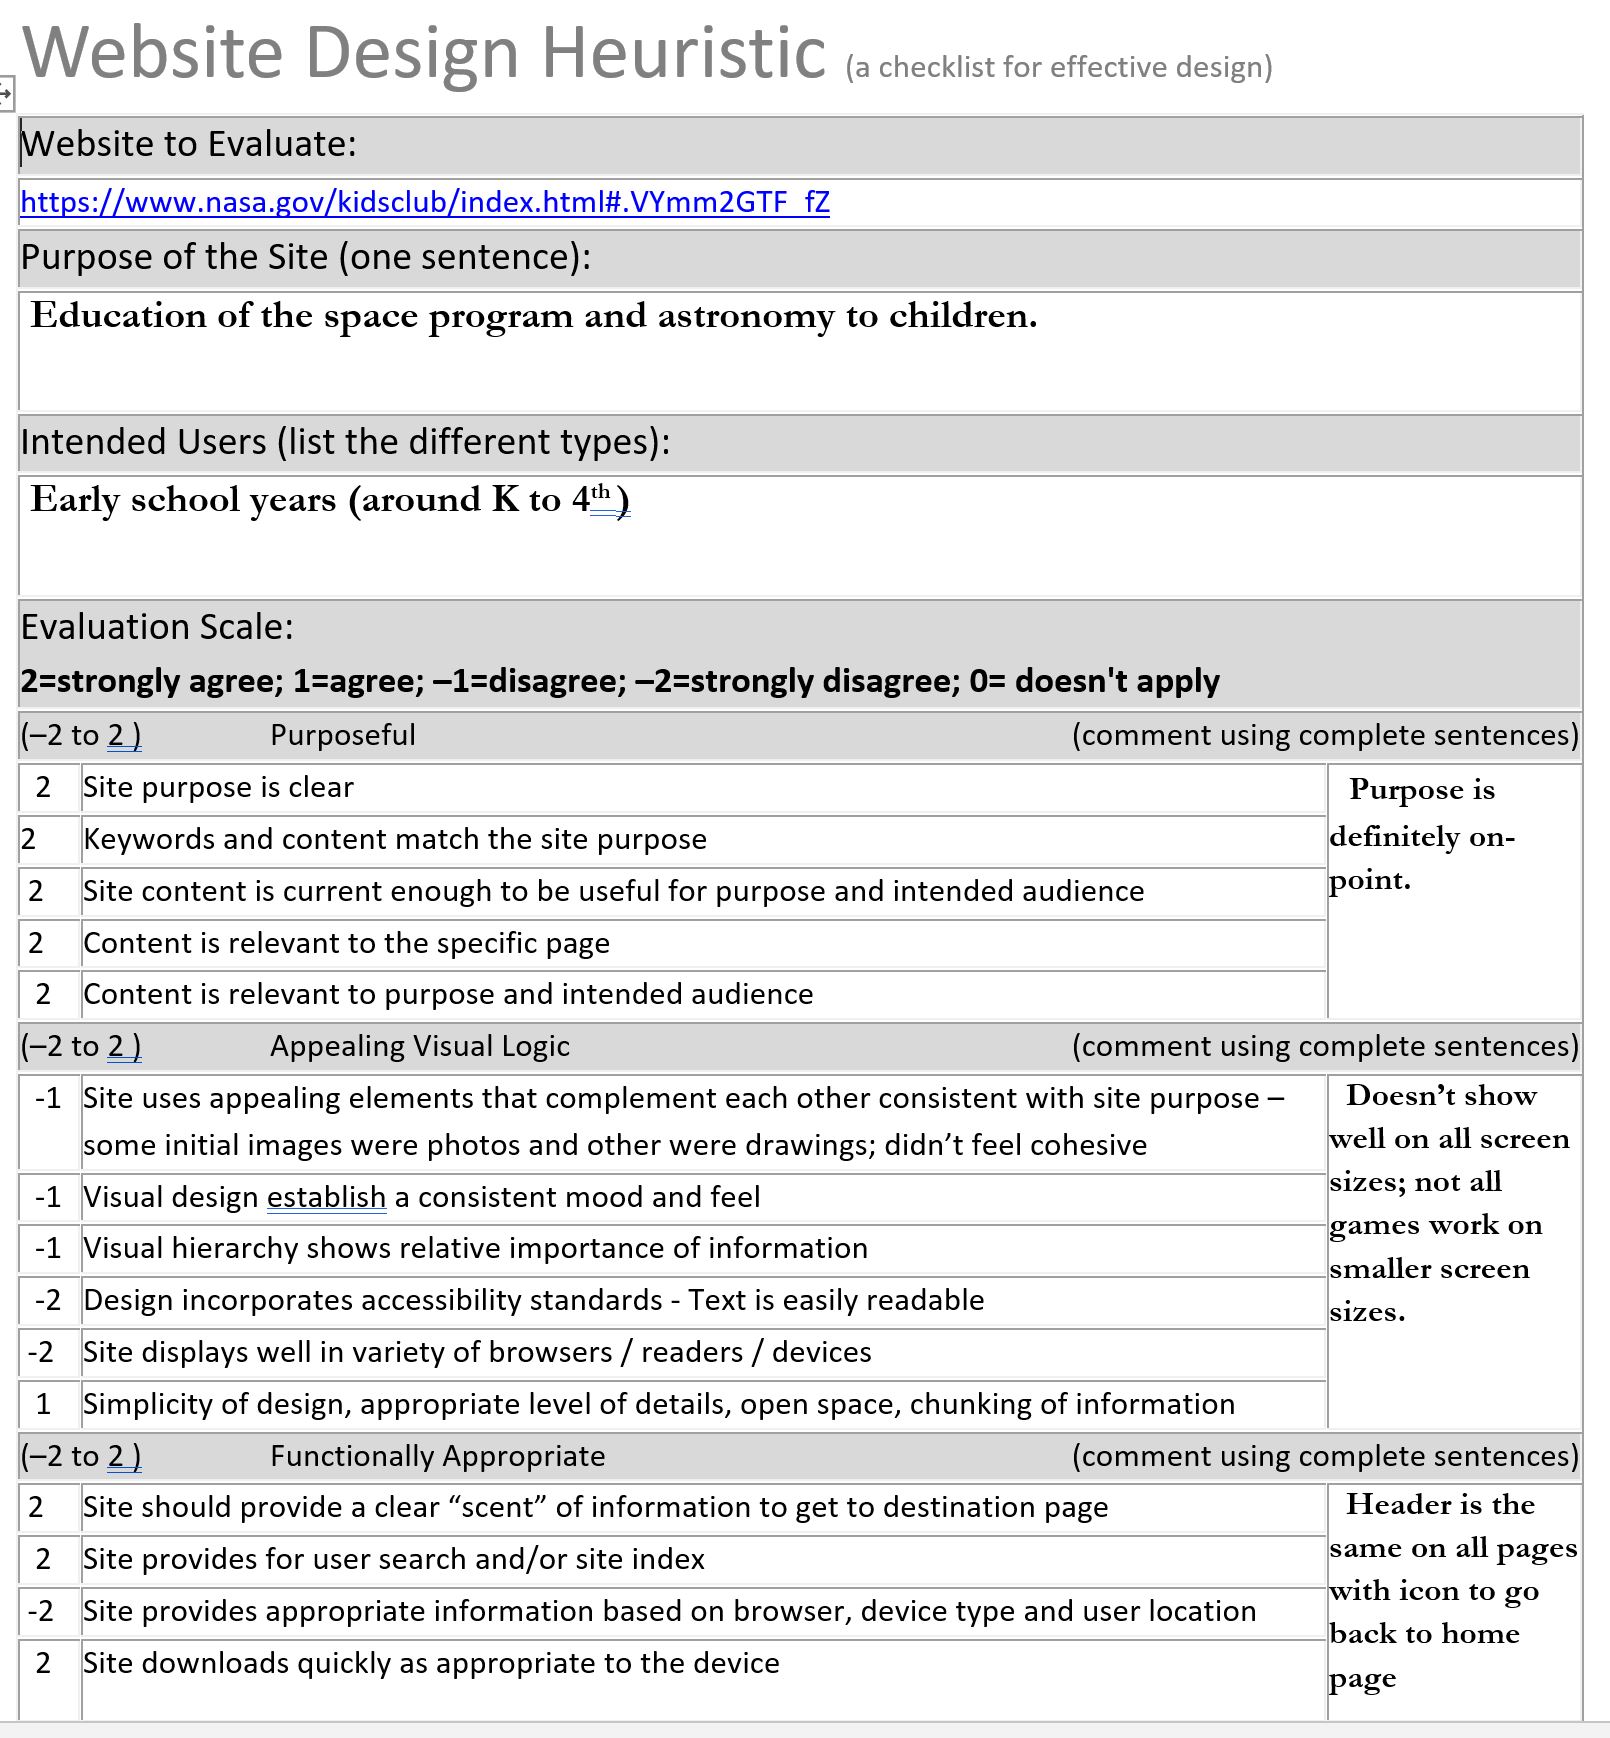 Website Design Heuristic (a checklist for effective design)
Website to Evaluate:
https://www.nasa.gov/kidsclub/index.html#.VYmm2GTF_fZ
Purpose of the Site (one sentence):
Education of the space program and astronomy to children.
Intended Users (list the different types):
Early school years (around K to 4th)
Evaluation Scale:
2=strongly agree; 1=agree; –1=disagree; –2=strongly disagree; 0= doesn't apply
(–2 to 2 ) Purposeful (comment using complete sentences)
2 Site purpose is clear
2 Keywords and content match the site purpose
2 Site content is current enough to be useful for purpose and intended audience
2 Content is relevant to the specific page
2 Content is relevant to purpose and intended audience
Purpose is
definitely on-
point.
(–2 to 2 ) Appealing Visual Logic (comment using complete sentences)
-1 Site uses appealing elements that complement each other consistent with site purpose –
some initial images were photos and other were drawings; didn’t feel cohesive
-1 Visual design establish a consistent mood and feel
-1 Visual hierarchy shows relative importance of information
-2 Design incorporates accessibility standards - Text is easily readable
-2 Site displays well in variety of browsers / readers / devices
1 Simplicity of design, appropriate level of details, open space, chunking of information
Doesn’t show
well on all screen
sizes; not all
games work on
smaller screen
sizes.
(–2 to 2 ) Functionally Appropriate (comment using complete sentences)
2 Site should provide a clear “scent” of information to get to destination page
2 Site provides for user search and/or site index
-2 Site provides appropriate information based on browser, device type and user location
2 Site downloads quickly as appropriate to the device
Header is the
same on all pages
with icon to go
back to home
page